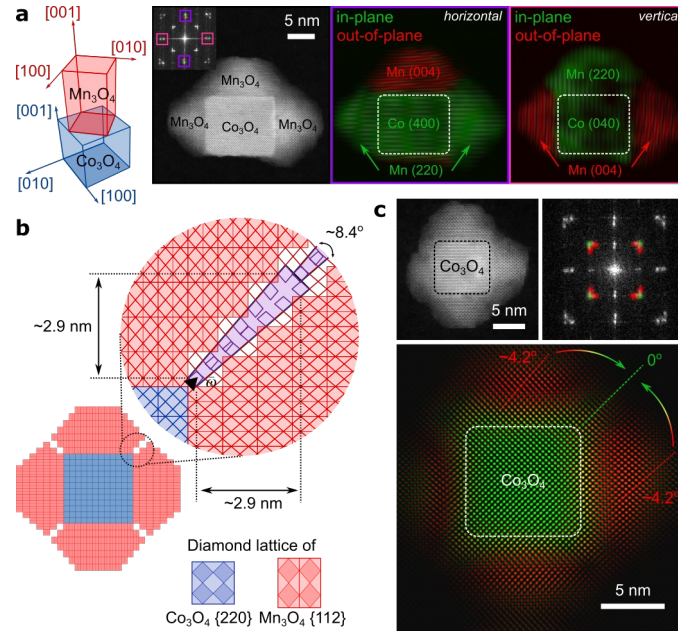 a
[001]
[010]
[100]
Mn₃O₄
[001]
Co₃O₄
[010]
[100]
5 nm
Mn₃O₄
Mn₃O₄
Co₃O₄
Mn₃O₄
in-plane
horizontal
out-of-plane
Mn (004)
Co (400)
Mn (220)
in-plane
vertical
out-of-plane
Mn (220)
Co (040)
Mn (004)
b
~8.4°
~2.9 nm
ω
~2.9 nm
Diamond lattice of
Co₃O₄ {220}
Mn₃O₄ {112}
c
Co₃O₄
5 nm
~4.2°
0°
Co₃O₄
~4.2°
5 nm